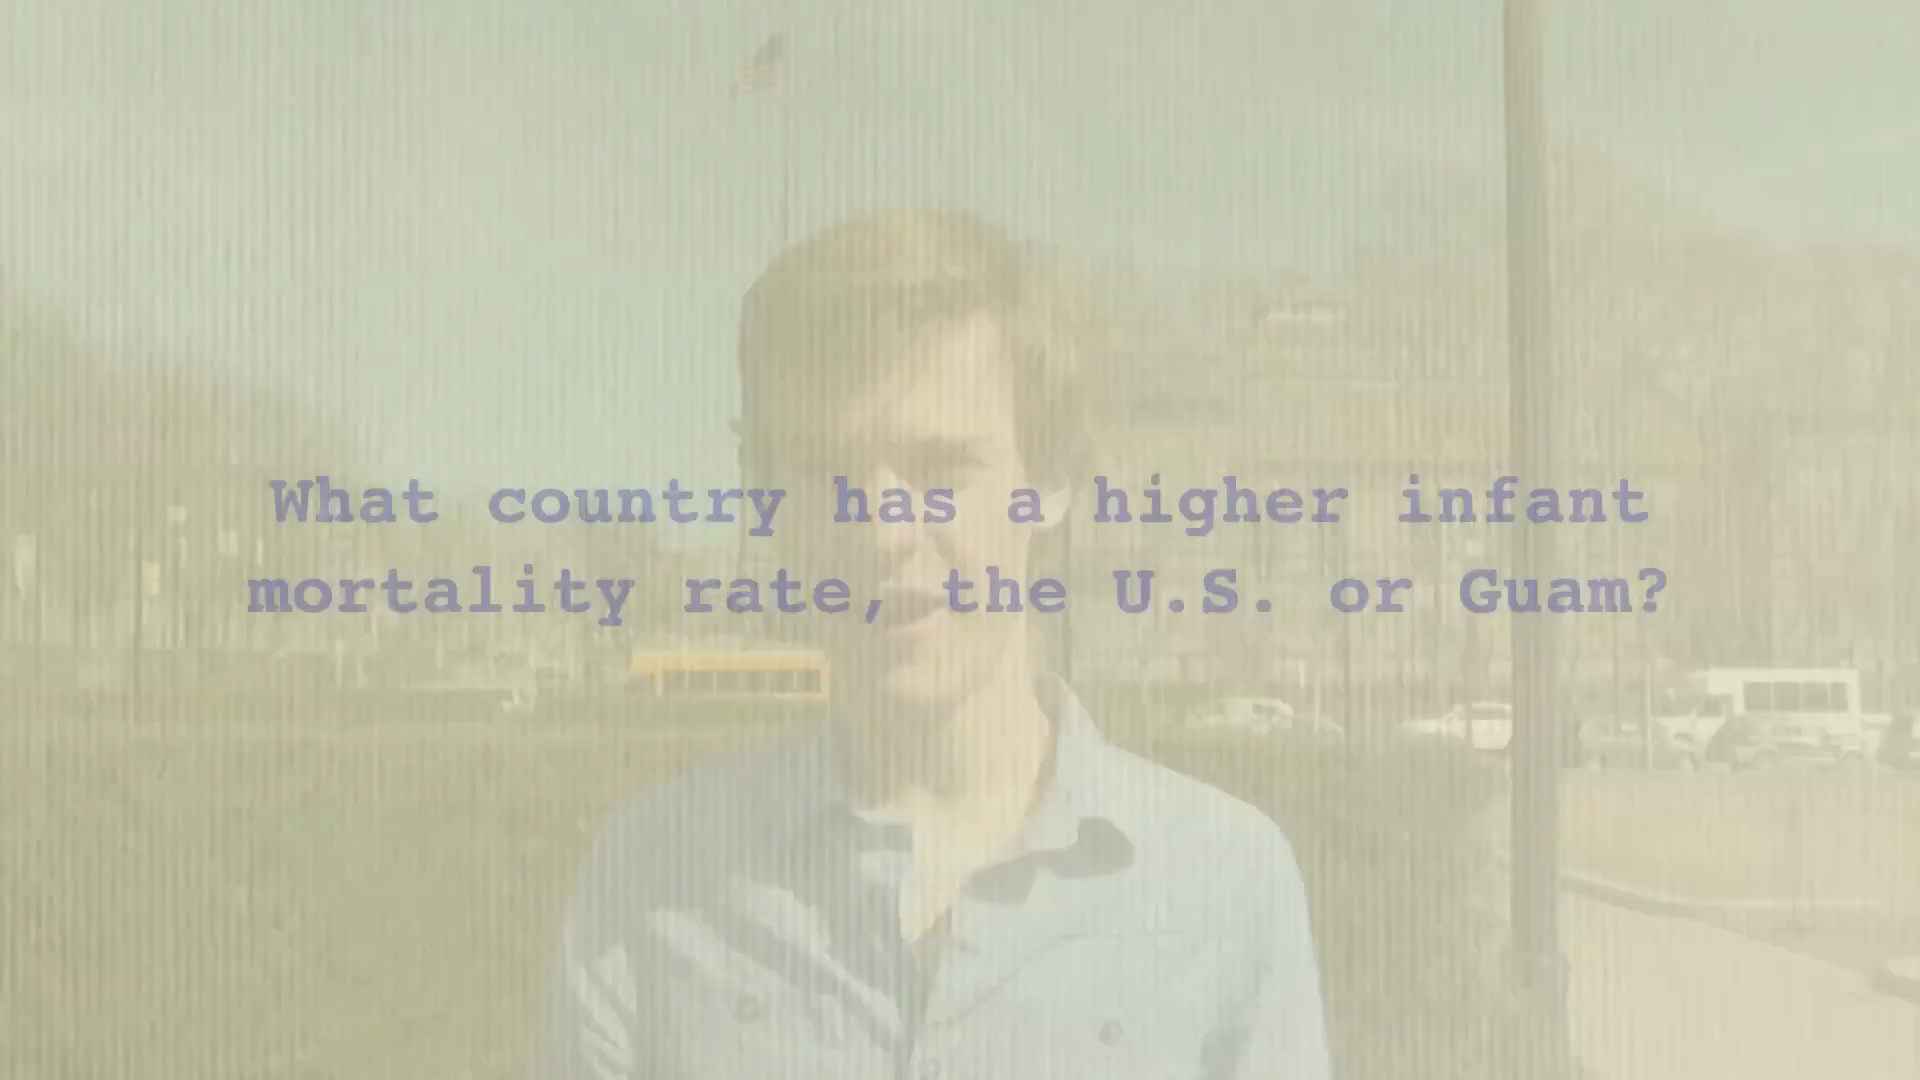 What country has a higher infant
mortality rate, the U.S. or Guam?